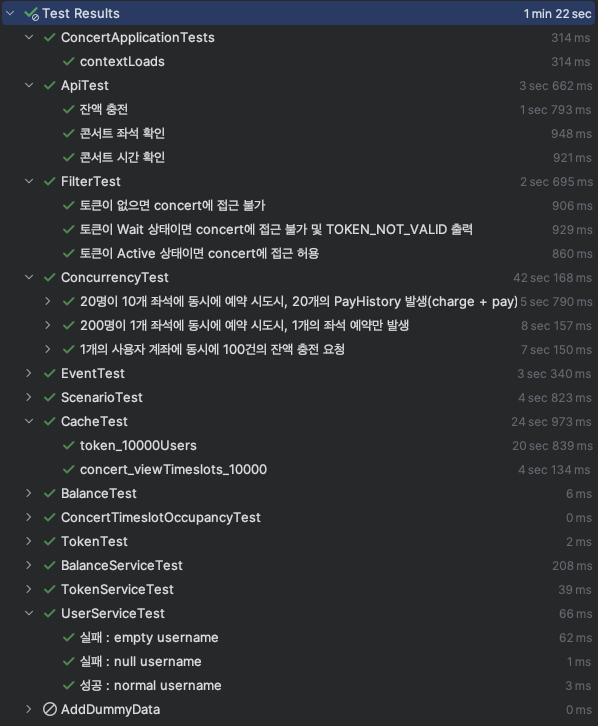 Test Results 1 min 22 sec
ConcertApplicationTests 314 ms
contextLoads 314 ms
ApiTest 3 sec 662 ms
잔액 충전 1 sec 793 ms
콘서트 좌석 확인 948 ms
콘서트 시간 확인 921 ms
FilterTest 2 sec 695 ms
토큰이 없으면 concert에 접근 불가 906 ms
토큰이 Wait 상태이면 concert에 접근 불가 및 TOKEN_NOT_VALID 출력 929 ms
토큰이 Active 상태이면 concert에 접근 허용 860 ms
ConcurrencyTest 42 sec 168 ms
20명이 10개 좌석에 동시에 예약 시도시, 20개의 PayHistory 발생(charge + pay) 5 sec 790 ms
200명이 1개 좌석에 동시에 예약 시도시, 1개의 좌석 예약만 발생 8 sec 157 ms
1개의 사용자 계좌에 동시에 100건의 잔액 충전 요청 7 sec 150 ms
EventTest 3 sec 340 ms
ScenarioTest 4 sec 823 ms
CacheTest 24 sec 973 ms
token_10000Users 20 sec 839 ms
concert_viewTimeslots_10000 4 sec 134 ms
BalanceTest 6 ms
ConcertTimeslotOccupancyTest 0 ms
TokenTest 2 ms
BalanceServiceTest 208 ms
TokenServiceTest 39 ms
UserServiceTest 66 ms
실패 : empty username 62 ms
실패 : null username 1 ms
성공 : normal username 3 ms
AddDummyData 0 ms